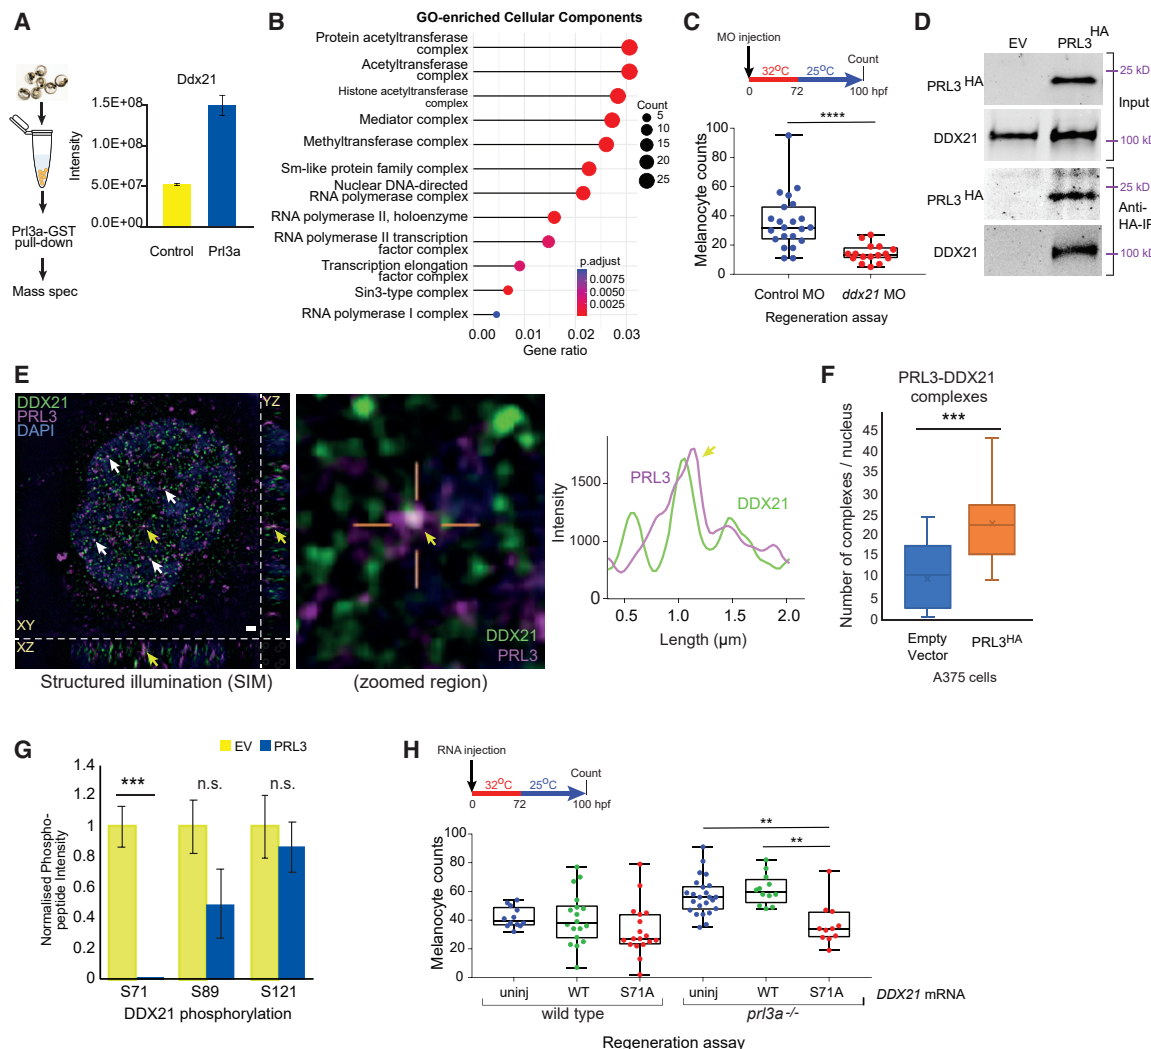 A
Ddx21
1.5E+08
1.0E+08
5.0E+07
0.0E+00
Intensity
Control
Prl3a
Prl3a-GST
pull-down
Mass spec
B
GO-enriched Cellular Components
Protein acetyltransferase
complex
Acetyltransferase
complex
Histone acetyltransferase
complex
Mediator complex
Methyltransferase complex
Sm-like protein family complex
Nuclear DNA-directed
RNA polymerase complex
RNA polymerase II, holoenzyme
RNA polymerase II transcription
factor complex
Transcription elongation
factor complex
Sin3-type complex
RNA polymerase I complex
0.00 0.01 0.02 0.03
Gene ratio
Count
5
10
15
20
25
p.adjust
0.0075
0.0050
0.0025
C
MO injection
Count
32oC 25oC
0 72 100 hpf
****
100
80
60
40
20
0
Melanocyte counts
Control MO ddx21 MO
Regeneration assay
D
EV PRL3 HA
PRL3 HA
25 kD
DDX21
100 kD
Input
PRL3 HA
25 kD
DDX21
100 kD
Anti-
HA-IP
E
DDX21
PRL3
DAPI
YZ
XY
XZ
Structured illumination (SIM)
DDX21
PRL3
(zoomed region)
PRL3
DDX21
1500
1000
0
Intensity
0.5 1.0 1.5 2.0
Length (µm)
F
PRL3-DDX21
complexes
***
45
40
35
30
25
20
15
10
5
0
Number of complexes / nucleus
Empty
Vector
PRL3HA
A375 cells
G
EV PRL3
1.4
1.2
1
0.8
0.6
0.4
0.2
0
Normalised Phospho-
peptide Intensity
*** n.s. n.s.
S71 S89 S121
DDX21 phosphorylation
H
RNA injection
Count
32oC 25oC
0 72 100 hpf
**
**
100
80
60
40
20
0
Melanocyte counts
uninj WT S71A uninj WT S71A DDX21 mRNA
wild type prl3a-/-
Regeneration assay